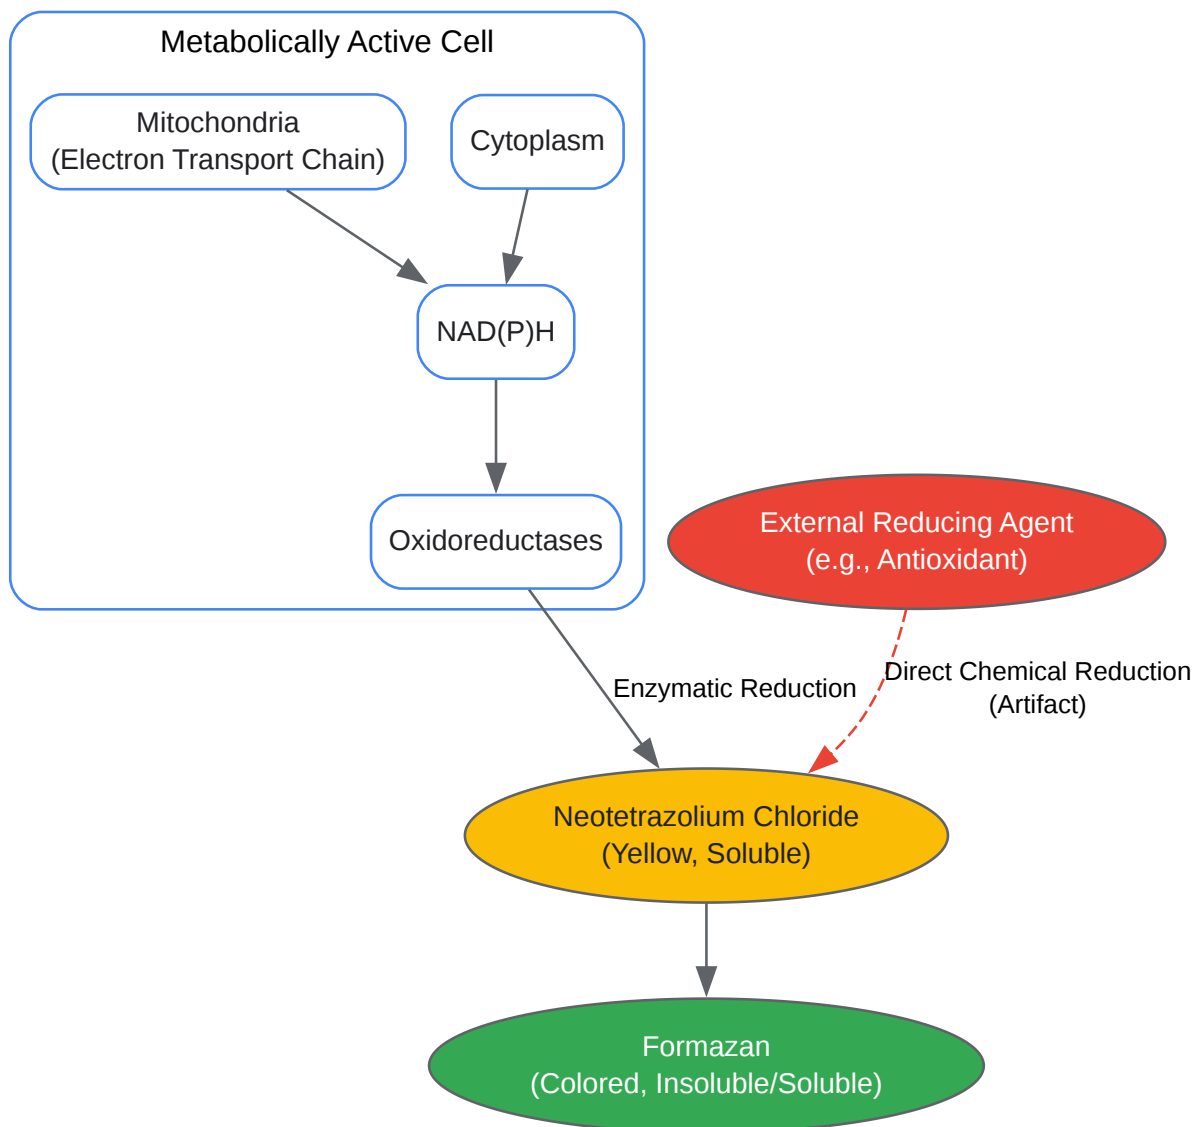 Metabolically Active Cell
Mitochondria
(Electron Transport Chain)
Cytoplasm
NAD(P)H
Oxidoreductases
External Reducing Agent
(e.g., Antioxidant)
Enzymatic Reduction
Direct Chemical Reduction
(Artifact)
Neotetrazolium Chloride
(Yellow, Soluble)
Formazan
(Colored, Insoluble/Soluble)